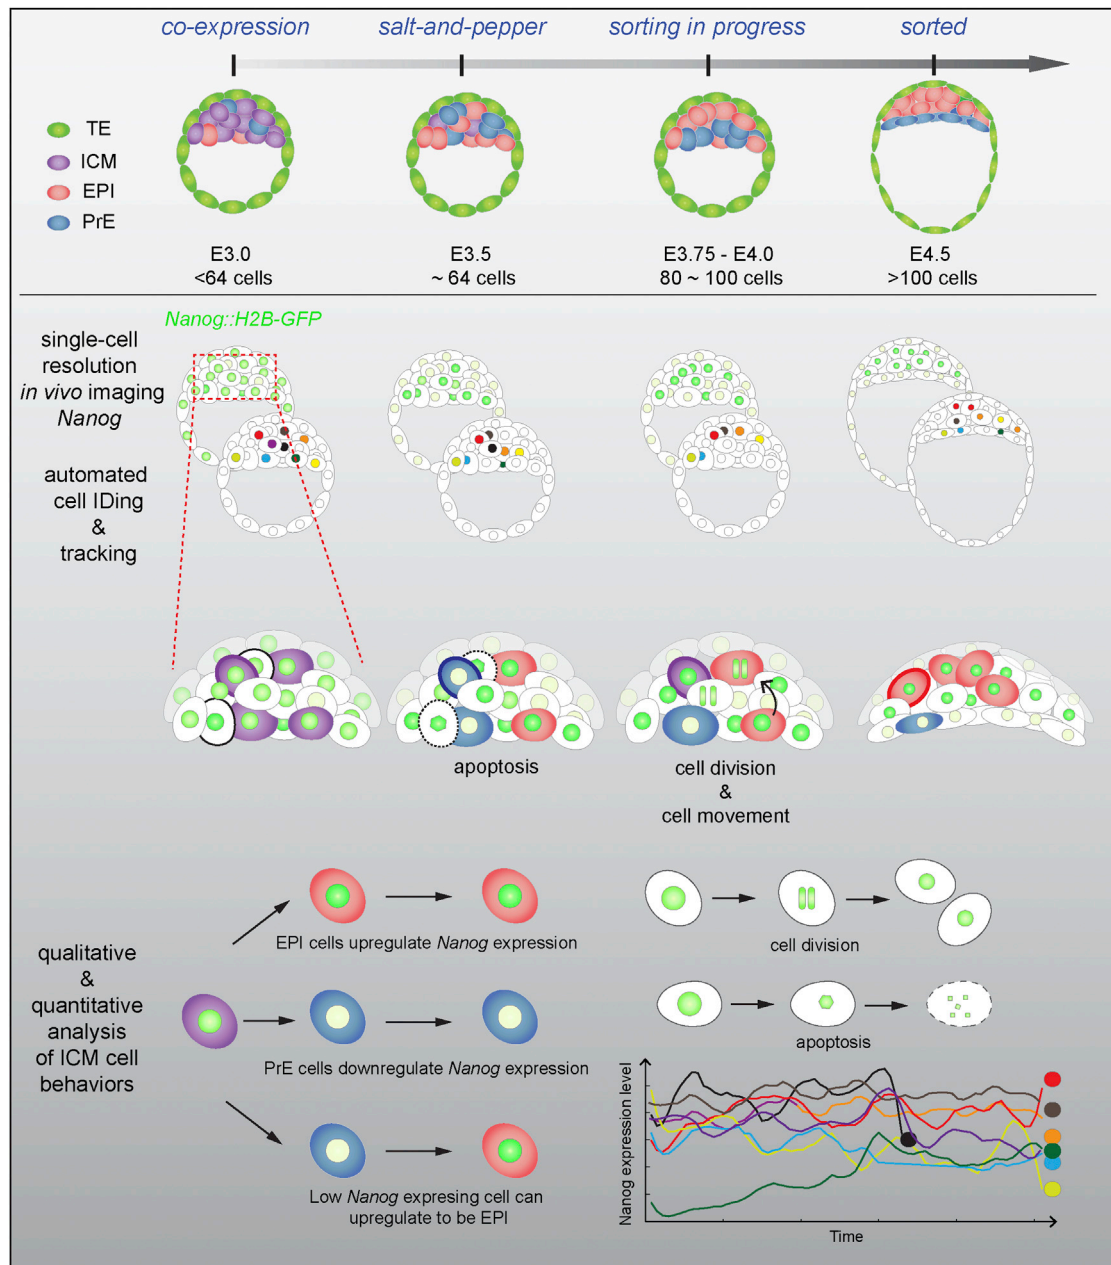 co-expression
salt-and-pepper
sorting in progress
sorted
TE
ICM
EPI
PrE
E3.0
<64 cells
E3.5
~ 64 cells
E3.75 - E4.0
80 ~ 100 cells
E4.5
>100 cells
Nanog::H2B-GFP
single-cell
resolution
in vivo imaging
Nanog
automated
cell IDing
&
tracking
apoptosis
cell division
&
cell movement
qualitative
&
quantitative
analysis
of ICM cell
behaviors
EPI cells upregulate Nanog expression
PrE cells downregulate Nanog expression
Low Nanog expresing cell can
upregulate to be EPI
cell division
apoptosis
Nanog expression level
Time